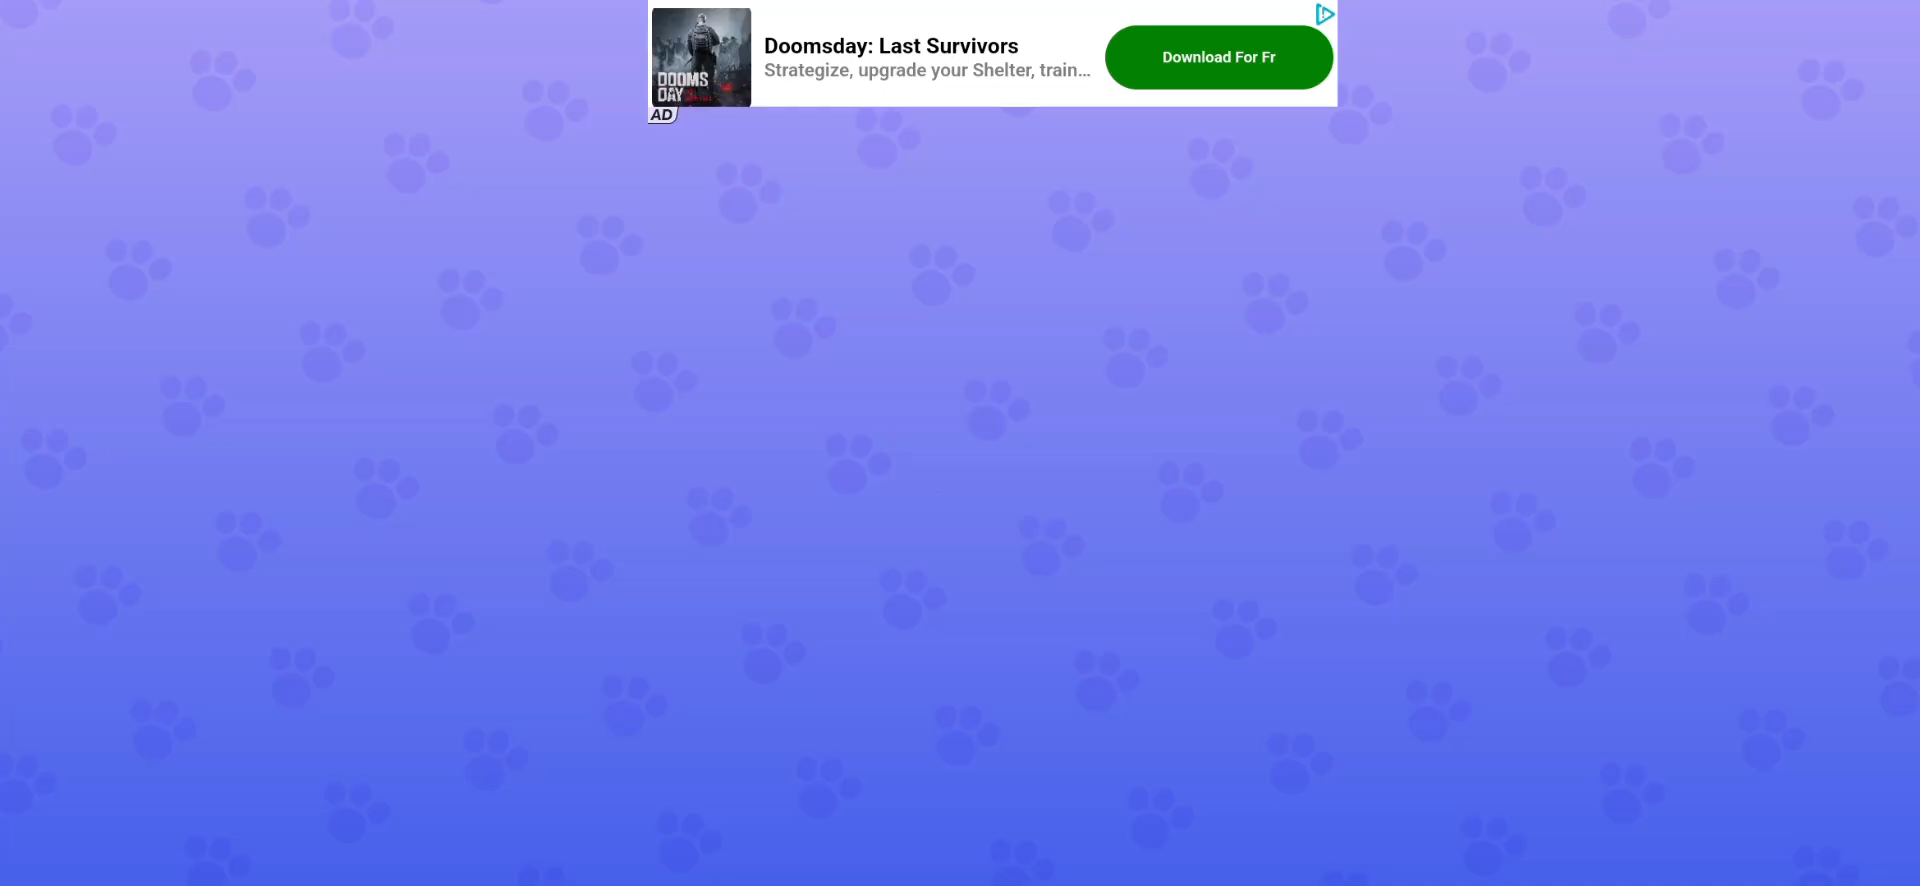 Doomsday: Last Survivors
Strategize, upgrade your Shelter, train...
Download For Fr
DOOMS
DAY
AD